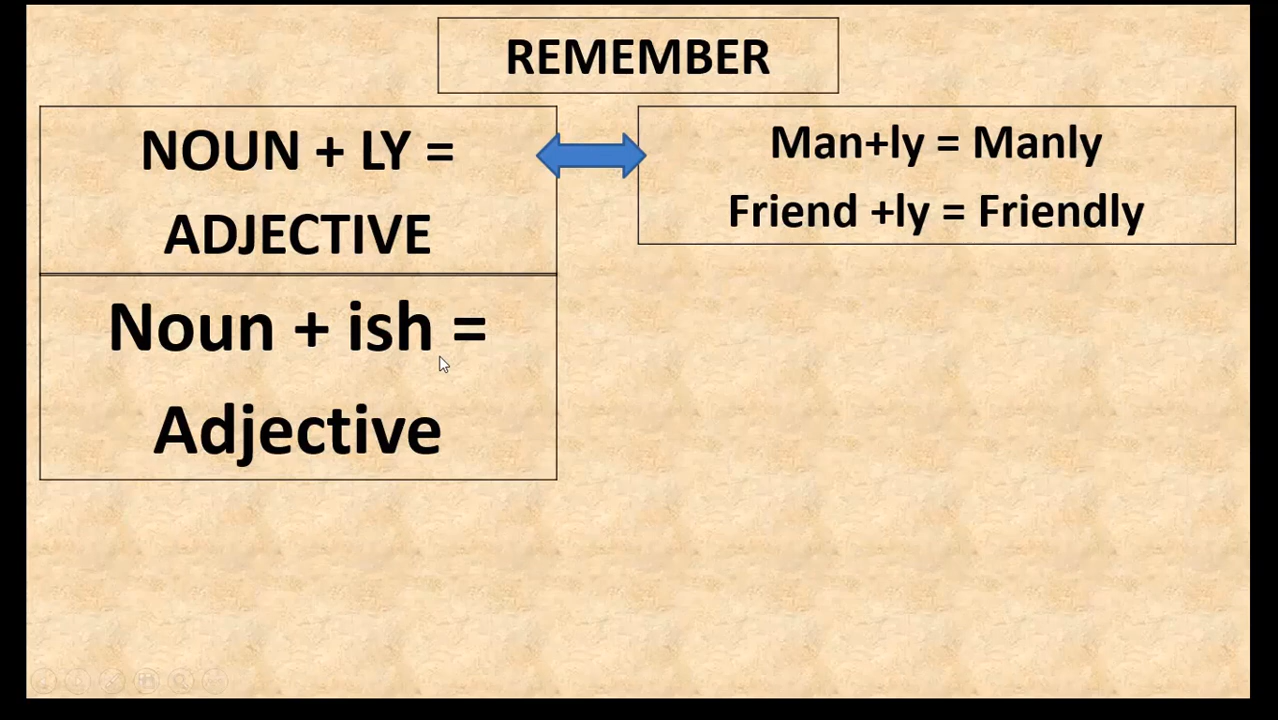 REMEMBER
NOUN + LY =
ADJECTIVE
Man+ly = Manly
Friend +ly = Friendly
Noun + ish =
Adjective